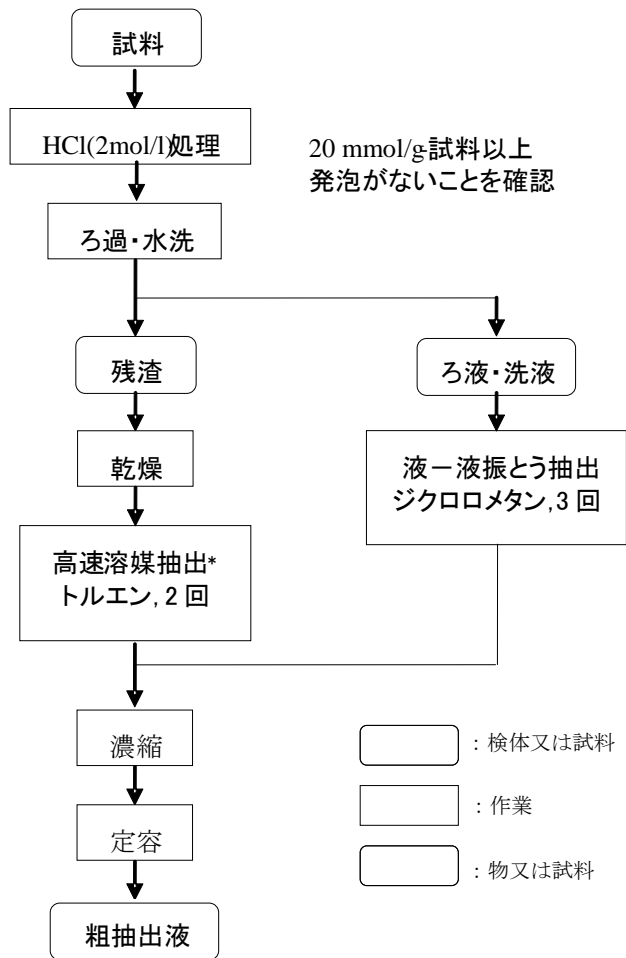 試料
HCl(2mol/l)処理
20 mmol/g-試料以上
発泡がないことを確認
ろ過・水洗
残渣
ろ液・洗液
乾燥
液－液振とう抽出
ジクロロメタン,3 回
高速溶媒抽出*
トルエン, 2 回
濃縮
：検体又は試料
定容
：作業
：物又は試料
粗抽出液